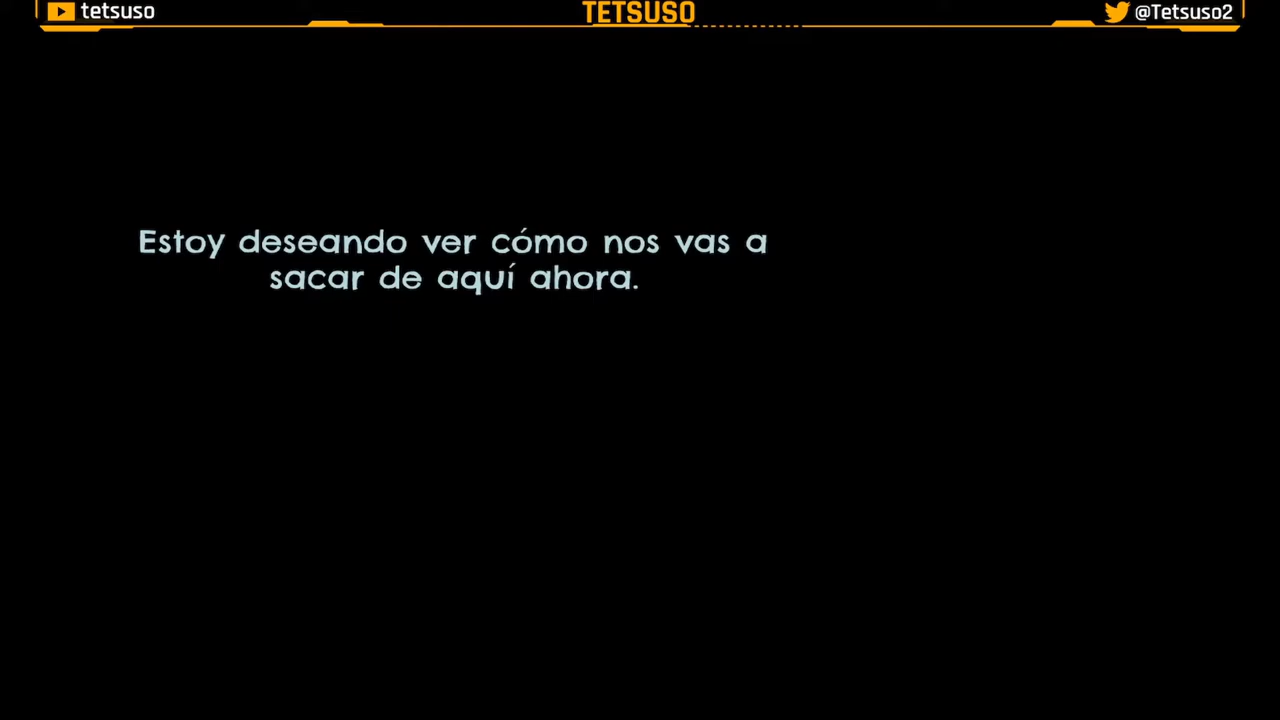 tetsuso
TETSUSO
@Tetsuso2
Estoy deseando ver cómo nos vas a
sacar de aquí ahora.